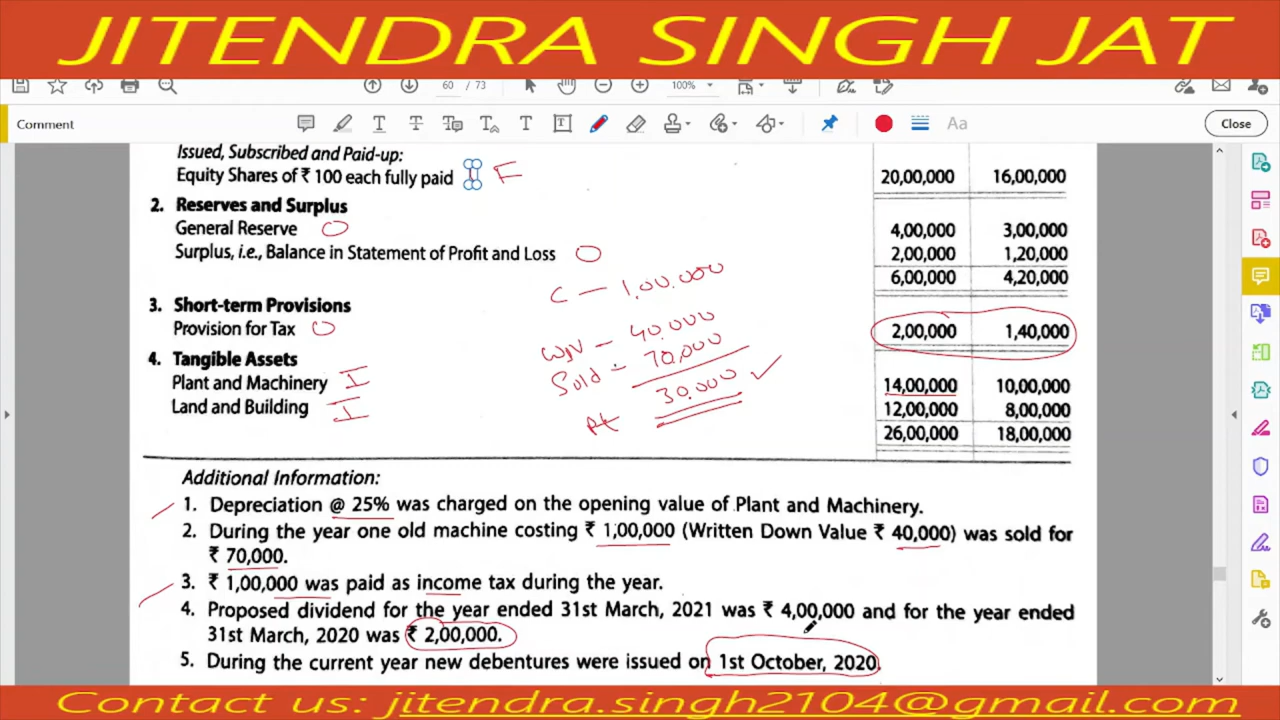 JITENDRA SINGH JAT
60 / 73
100%
Comment
Aa
Close
Issued, Subscribed and Paid-up:
Equity Shares of ₹ 100 each fully paid I F 20,00,000 16,00,000
2. Reserves and Surplus
General Reserve O 4,00,000 3,00,000
Surplus, i.e., Balance in Statement of Profit and Loss O 2,00,000 1,20,000
6,00,000 4,20,000
C - 1,00,000
3. Short-term Provisions
Provision for Tax O 2,00,000 1,40,000
WDV - 40,000
4. Tangible Assets
Sold - 70,000
Plant and Machinery I 14,00,000 10,00,000
30,000
Land and Building I 12,00,000 8,00,000
26,00,000 18,00,000
Additional Information:
1. Depreciation @ 25% was charged on the opening value of Plant and Machinery.
2. During the year one old machine costing ₹ 1,00,000 (Written Down Value ₹ 40,000) was sold for
₹ 70,000.
3. ₹ 1,00,000 was paid as income tax during the year.
4. Proposed dividend for the year ended 31st March, 2021 was ₹ 4,00,000 and for the year ended
31st March, 2020 was ₹ 2,00,000.
5. During the current year new debentures were issued on 1st October, 2020.
Contact us: jitendra.singh2104@gmail.com